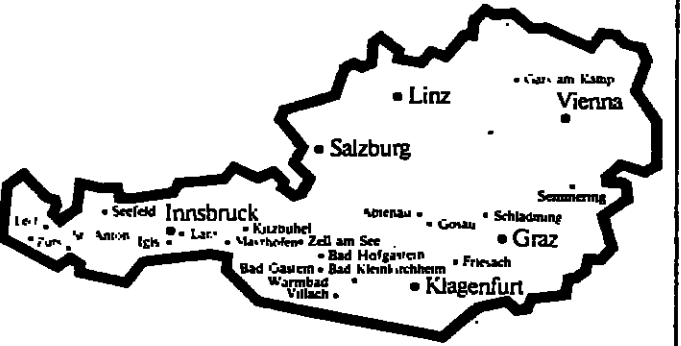 Gars am Kamp
Linz
Vienna
Salzburg
Semmering
Seefeld
Innsbruck
Abtenau
Gosau
Schladming
Lech
Zurs
St Anton
Igls
Lans
Kitzbuhel
Mayrhofen
Zell am See
Graz
Bad Hofgastein
Friesach
Bad Gastein
Bad Kleinkirchheim
Warmbad
Villach
Klagenfurt